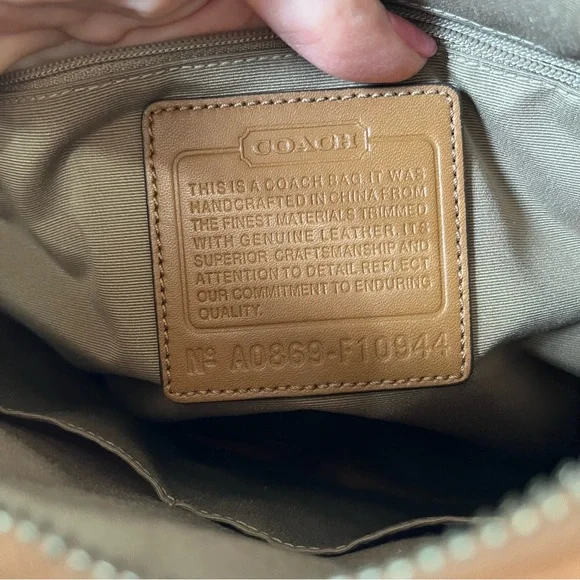 COACH
THIS IS A COACH BAG. IT WAS
HANDCRAFTED IN CHINA FROM
THE FINEST MATERIALS TRIMMED
WITH GENUINE LEATHER. ITS
SUPERIOR CRAFTSMANSHIP AND
ATTENTION TO DETAIL REFLECT
OUR COMMITMENT TO ENDURING
QUALITY.
Nº A0869-F10944